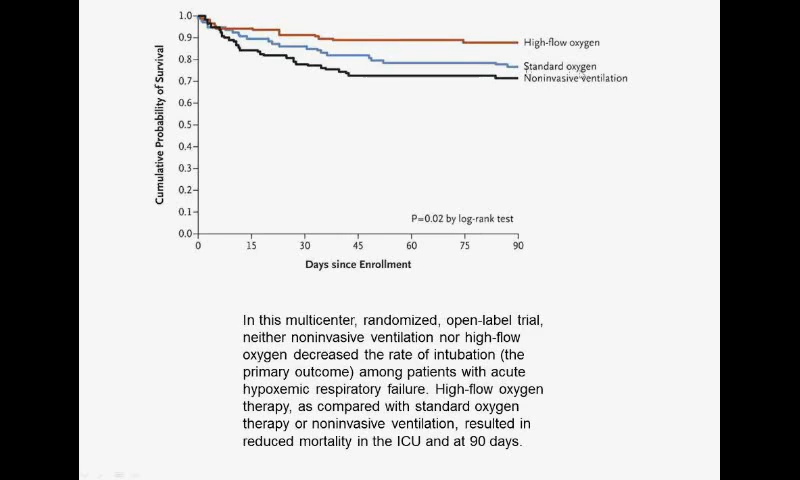 1.0
0.9
0.8
0.7
0.6
0.5
0.4
0.3
0.2
0.1
0.0
Cumulative Probability of Survival
High-flow oxygen
Standard oxygen
Noninvasive ventilation
P=0.02 by log-rank test
0 15 30 45 60 75 90
Days since Enrollment
In this multicenter, randomized, open-label trial,
neither noninvasive ventilation nor high-flow
oxygen decreased the rate of intubation (the
primary outcome) among patients with acute
hypoxemic respiratory failure. High-flow oxygen
therapy, as compared with standard oxygen
therapy or noninvasive ventilation, resulted in
reduced mortality in the ICU and at 90 days.